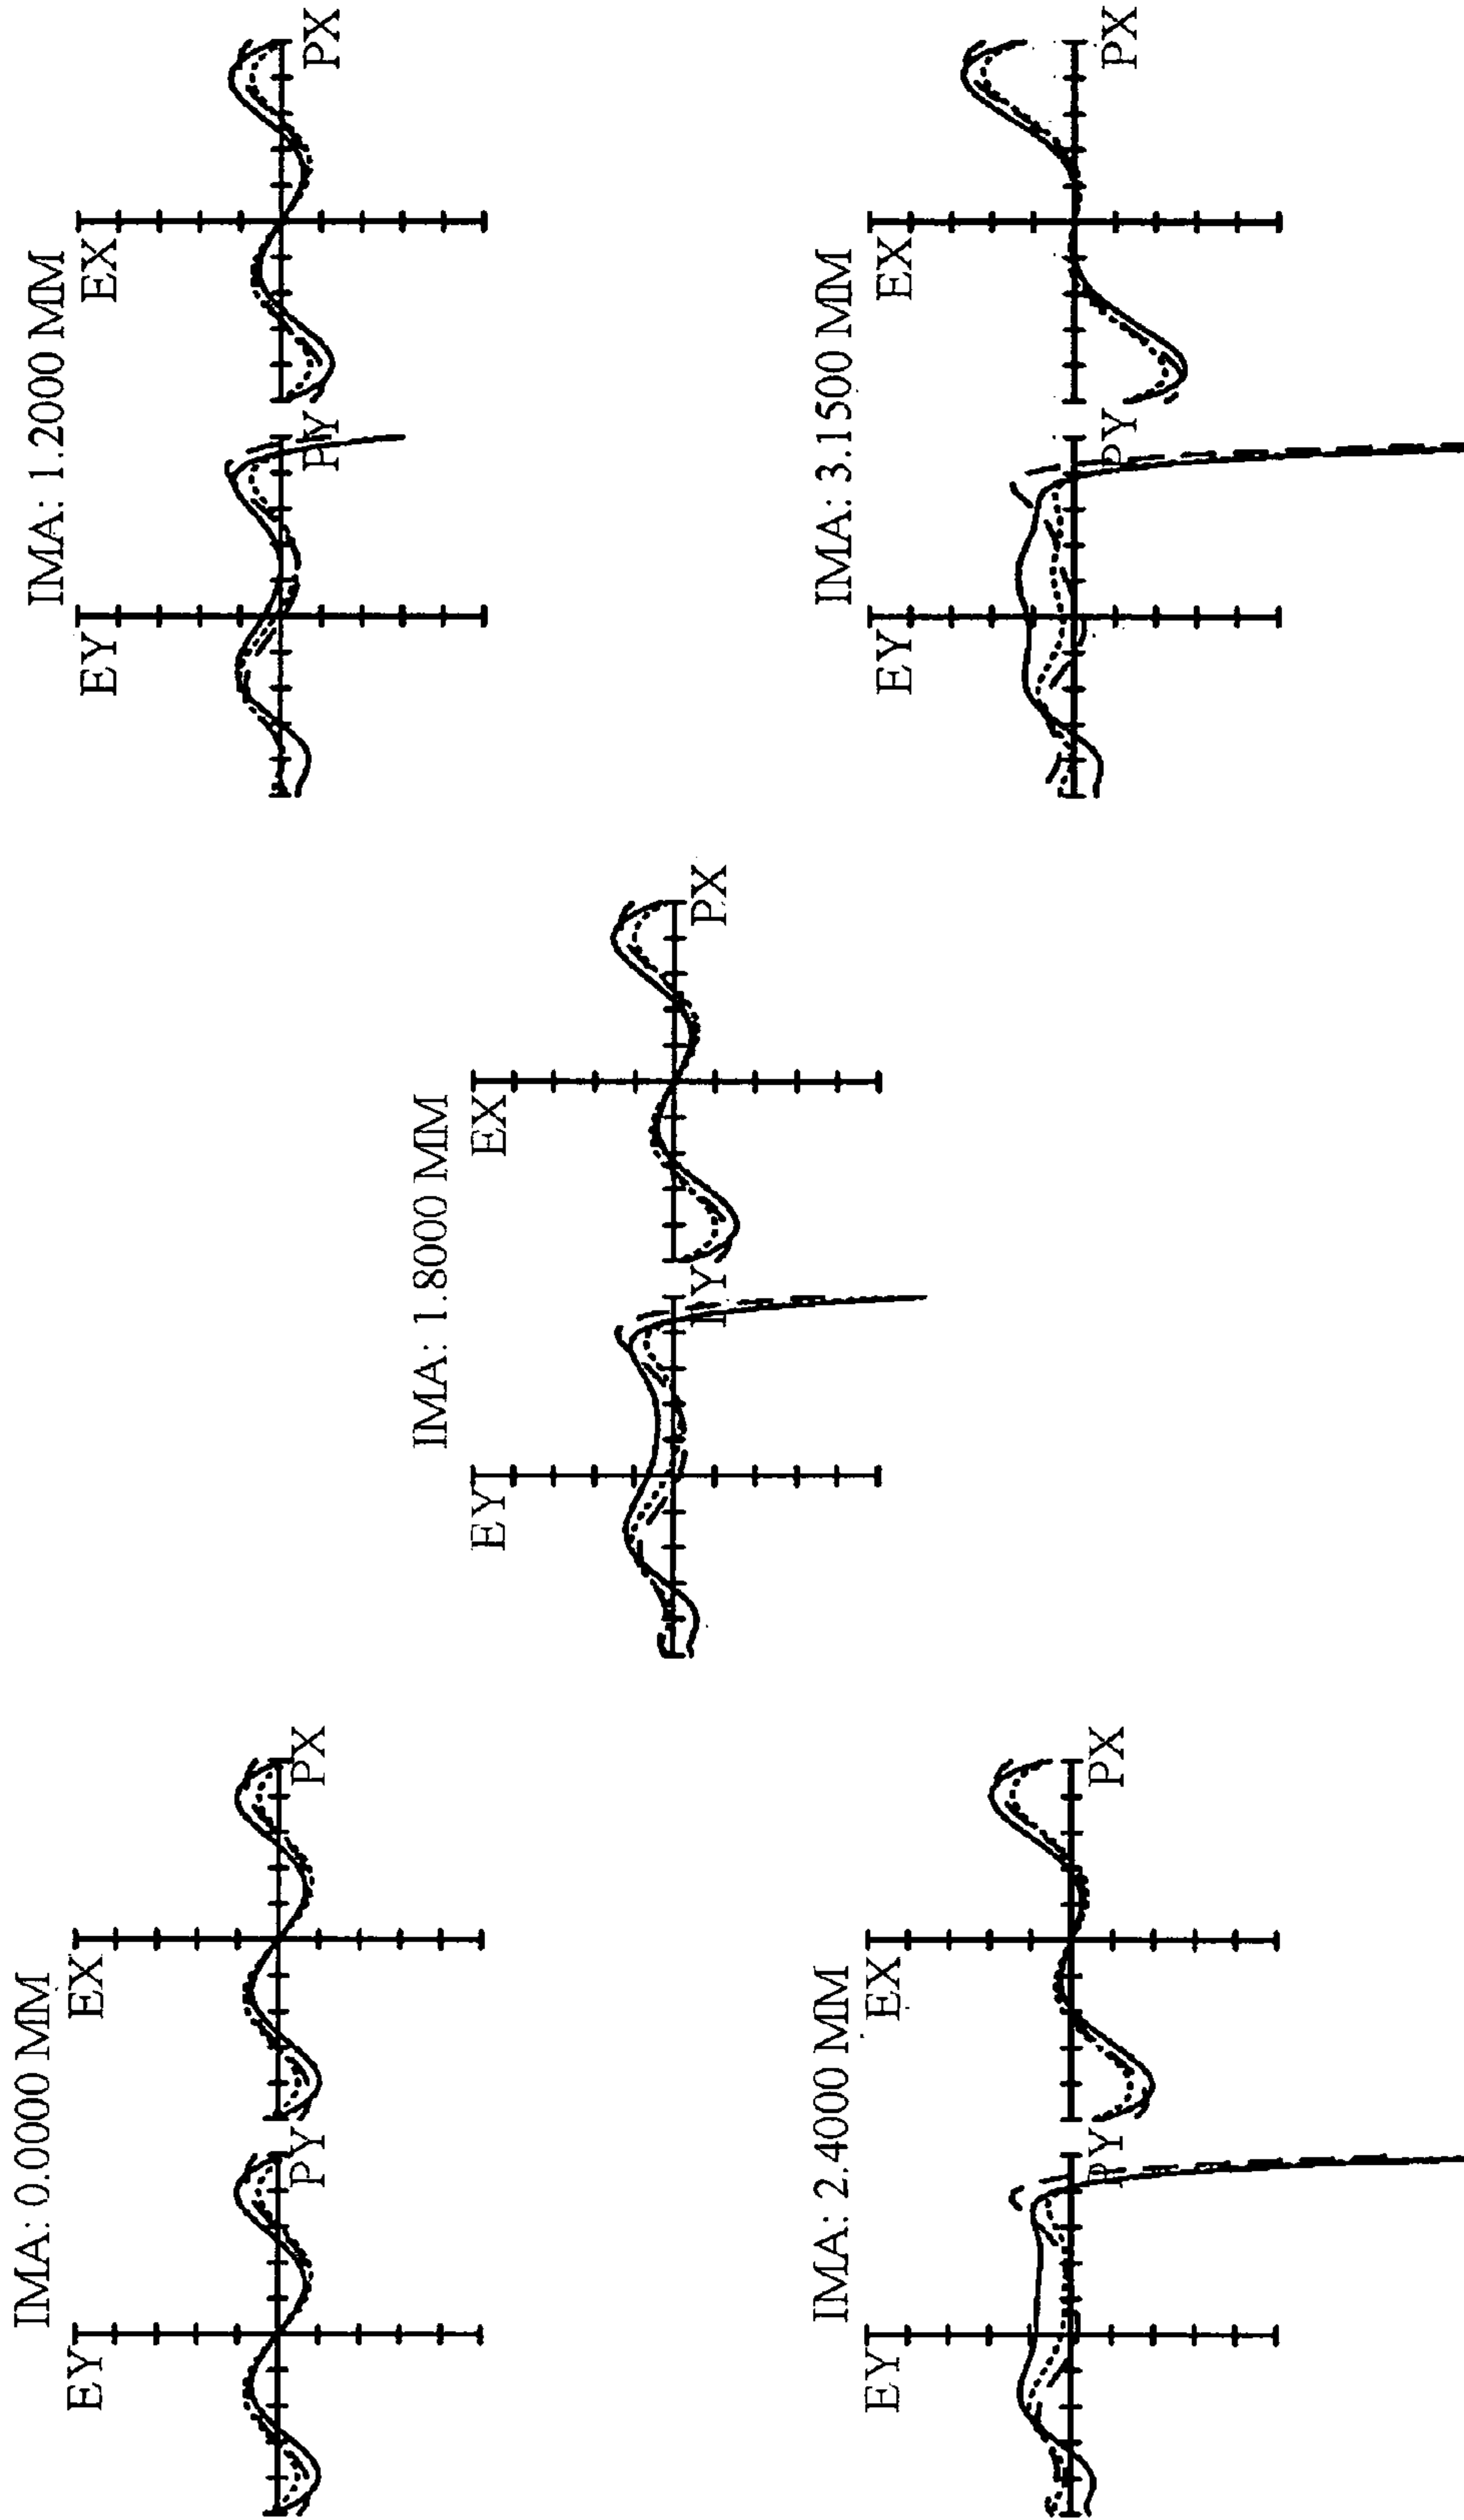 IMA: 0.0000 MM
EY
PY
EX
PX
IMA: 1.2000 MM
EY
PY
EX
PX
IMA: 1.8000 MM
EY
PY
EX
PX
IMA: 2.4000 MM
EY
PY
EX
PX
IMA: 3.1500 MM
EY
PY
EX
PX